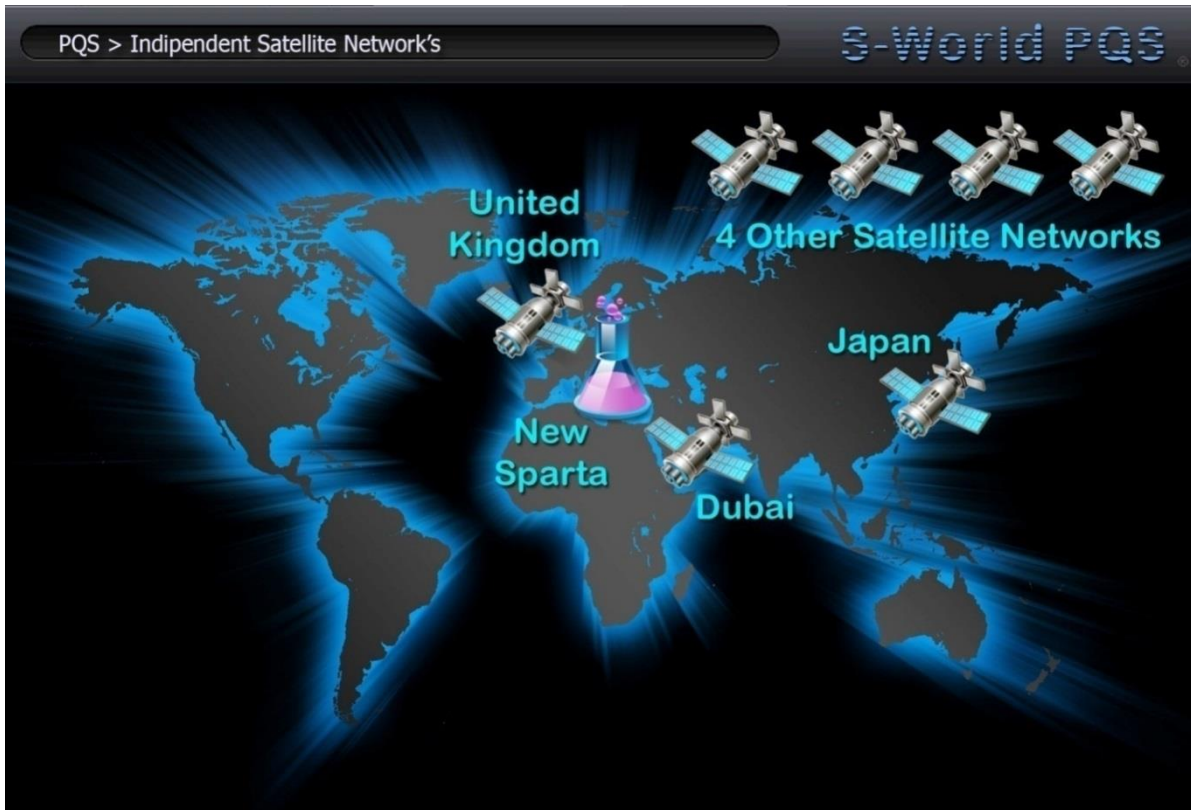 PQS > Indipendent Satellite Network's
S-World PQS ®
United
Kingdom
4 Other Satellite Networks
Japan
New
Sparta
Dubai